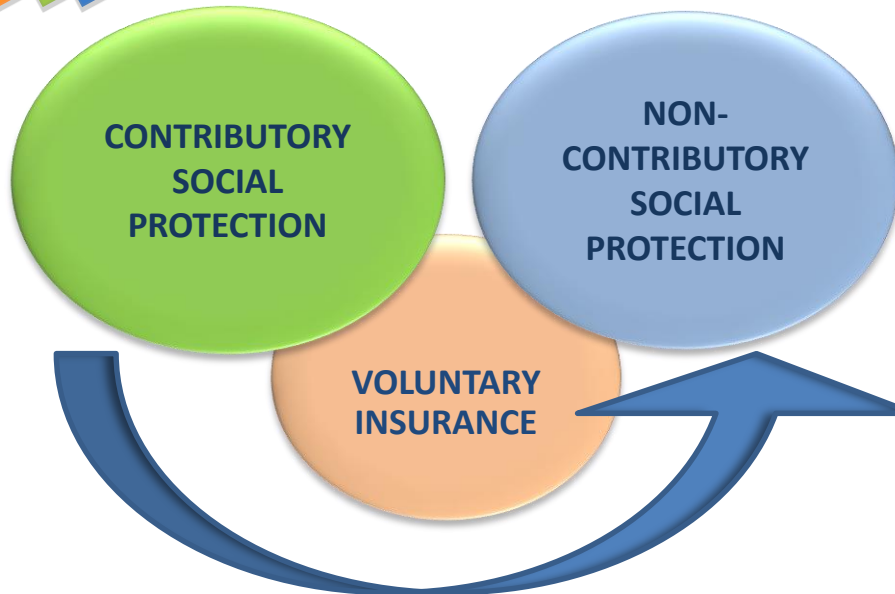 CONTRIBUTORY
SOCIAL
PROTECTION
NON-
CONTRIBUTORY
SOCIAL
PROTECTION
VOLUNTARY
INSURANCE